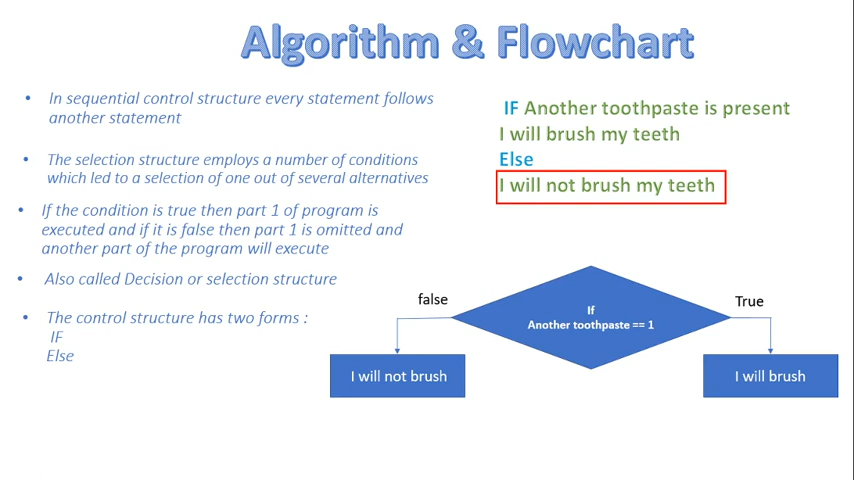 Algorithm & Flowchart
• In sequential control structure every statement follows
another statement
• The selection structure employs a number of conditions
which led to a selection of one out of several alternatives
• If the condition is true then part 1 of program is
executed and if it is false then part 1 is omitted and
another part of the program will execute
• Also called Decision or selection structure
• The control structure has two forms :
IF
Else
IF Another toothpaste is present
I will brush my teeth
Else
I will not brush my teeth
false
True
If
Another toothpaste == 1
I will not brush
I will brush